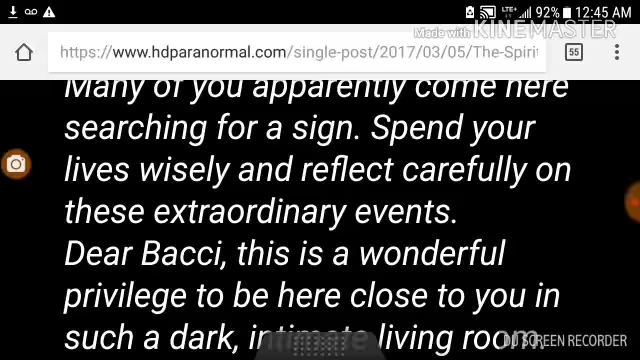 92% 12:45 AM
Made with KINEMASTER
https://www.hdparanormal.com/single-post/2017/03/05/The-Spirit
55
Many of you apparently come here
searching for a sign. Spend your
lives wisely and reflect carefully on
these extraordinary events.
Dear Bacci, this is a wonderful
privilege to be here close to you in
such a dark, intimate living room.
DU SCREEN RECORDER